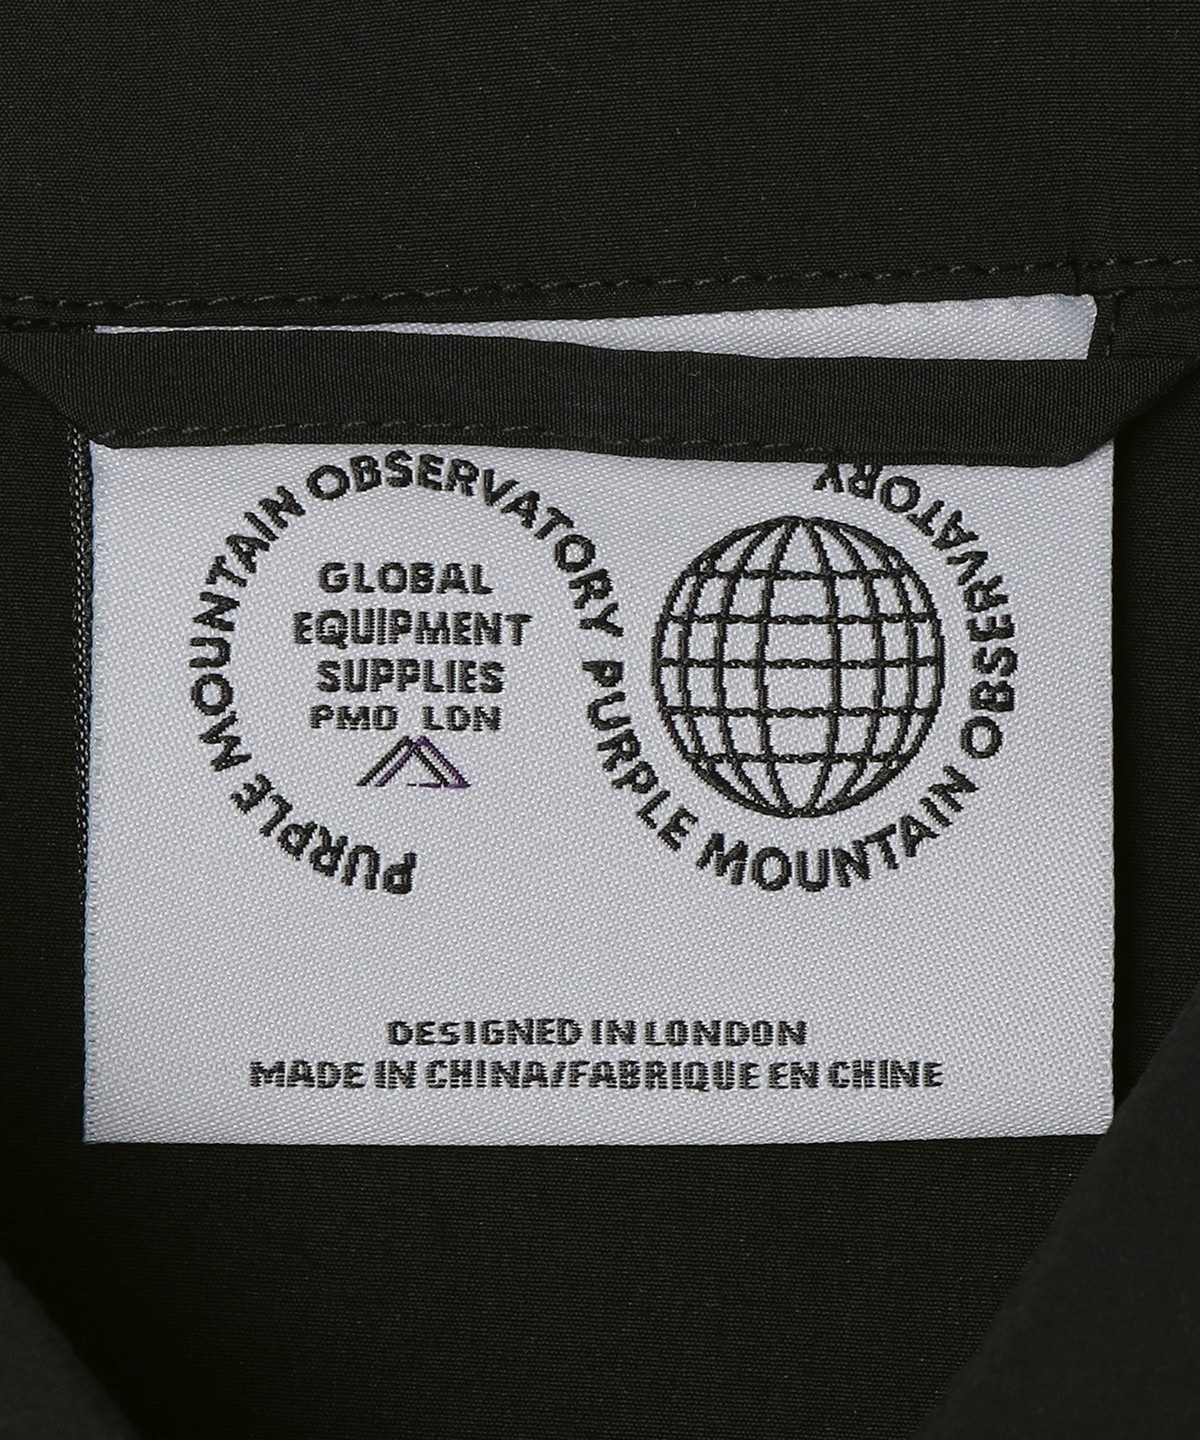 PURPLE MOUNTAIN OBSERVATORY PURPLE MOUNTAIN OBSERVATORY
GLOBAL
EQUIPMENT
SUPPLIES
PMO LDN
DESIGNED IN LONDON
MADE IN CHINA/FABRIQUE EN CHINE